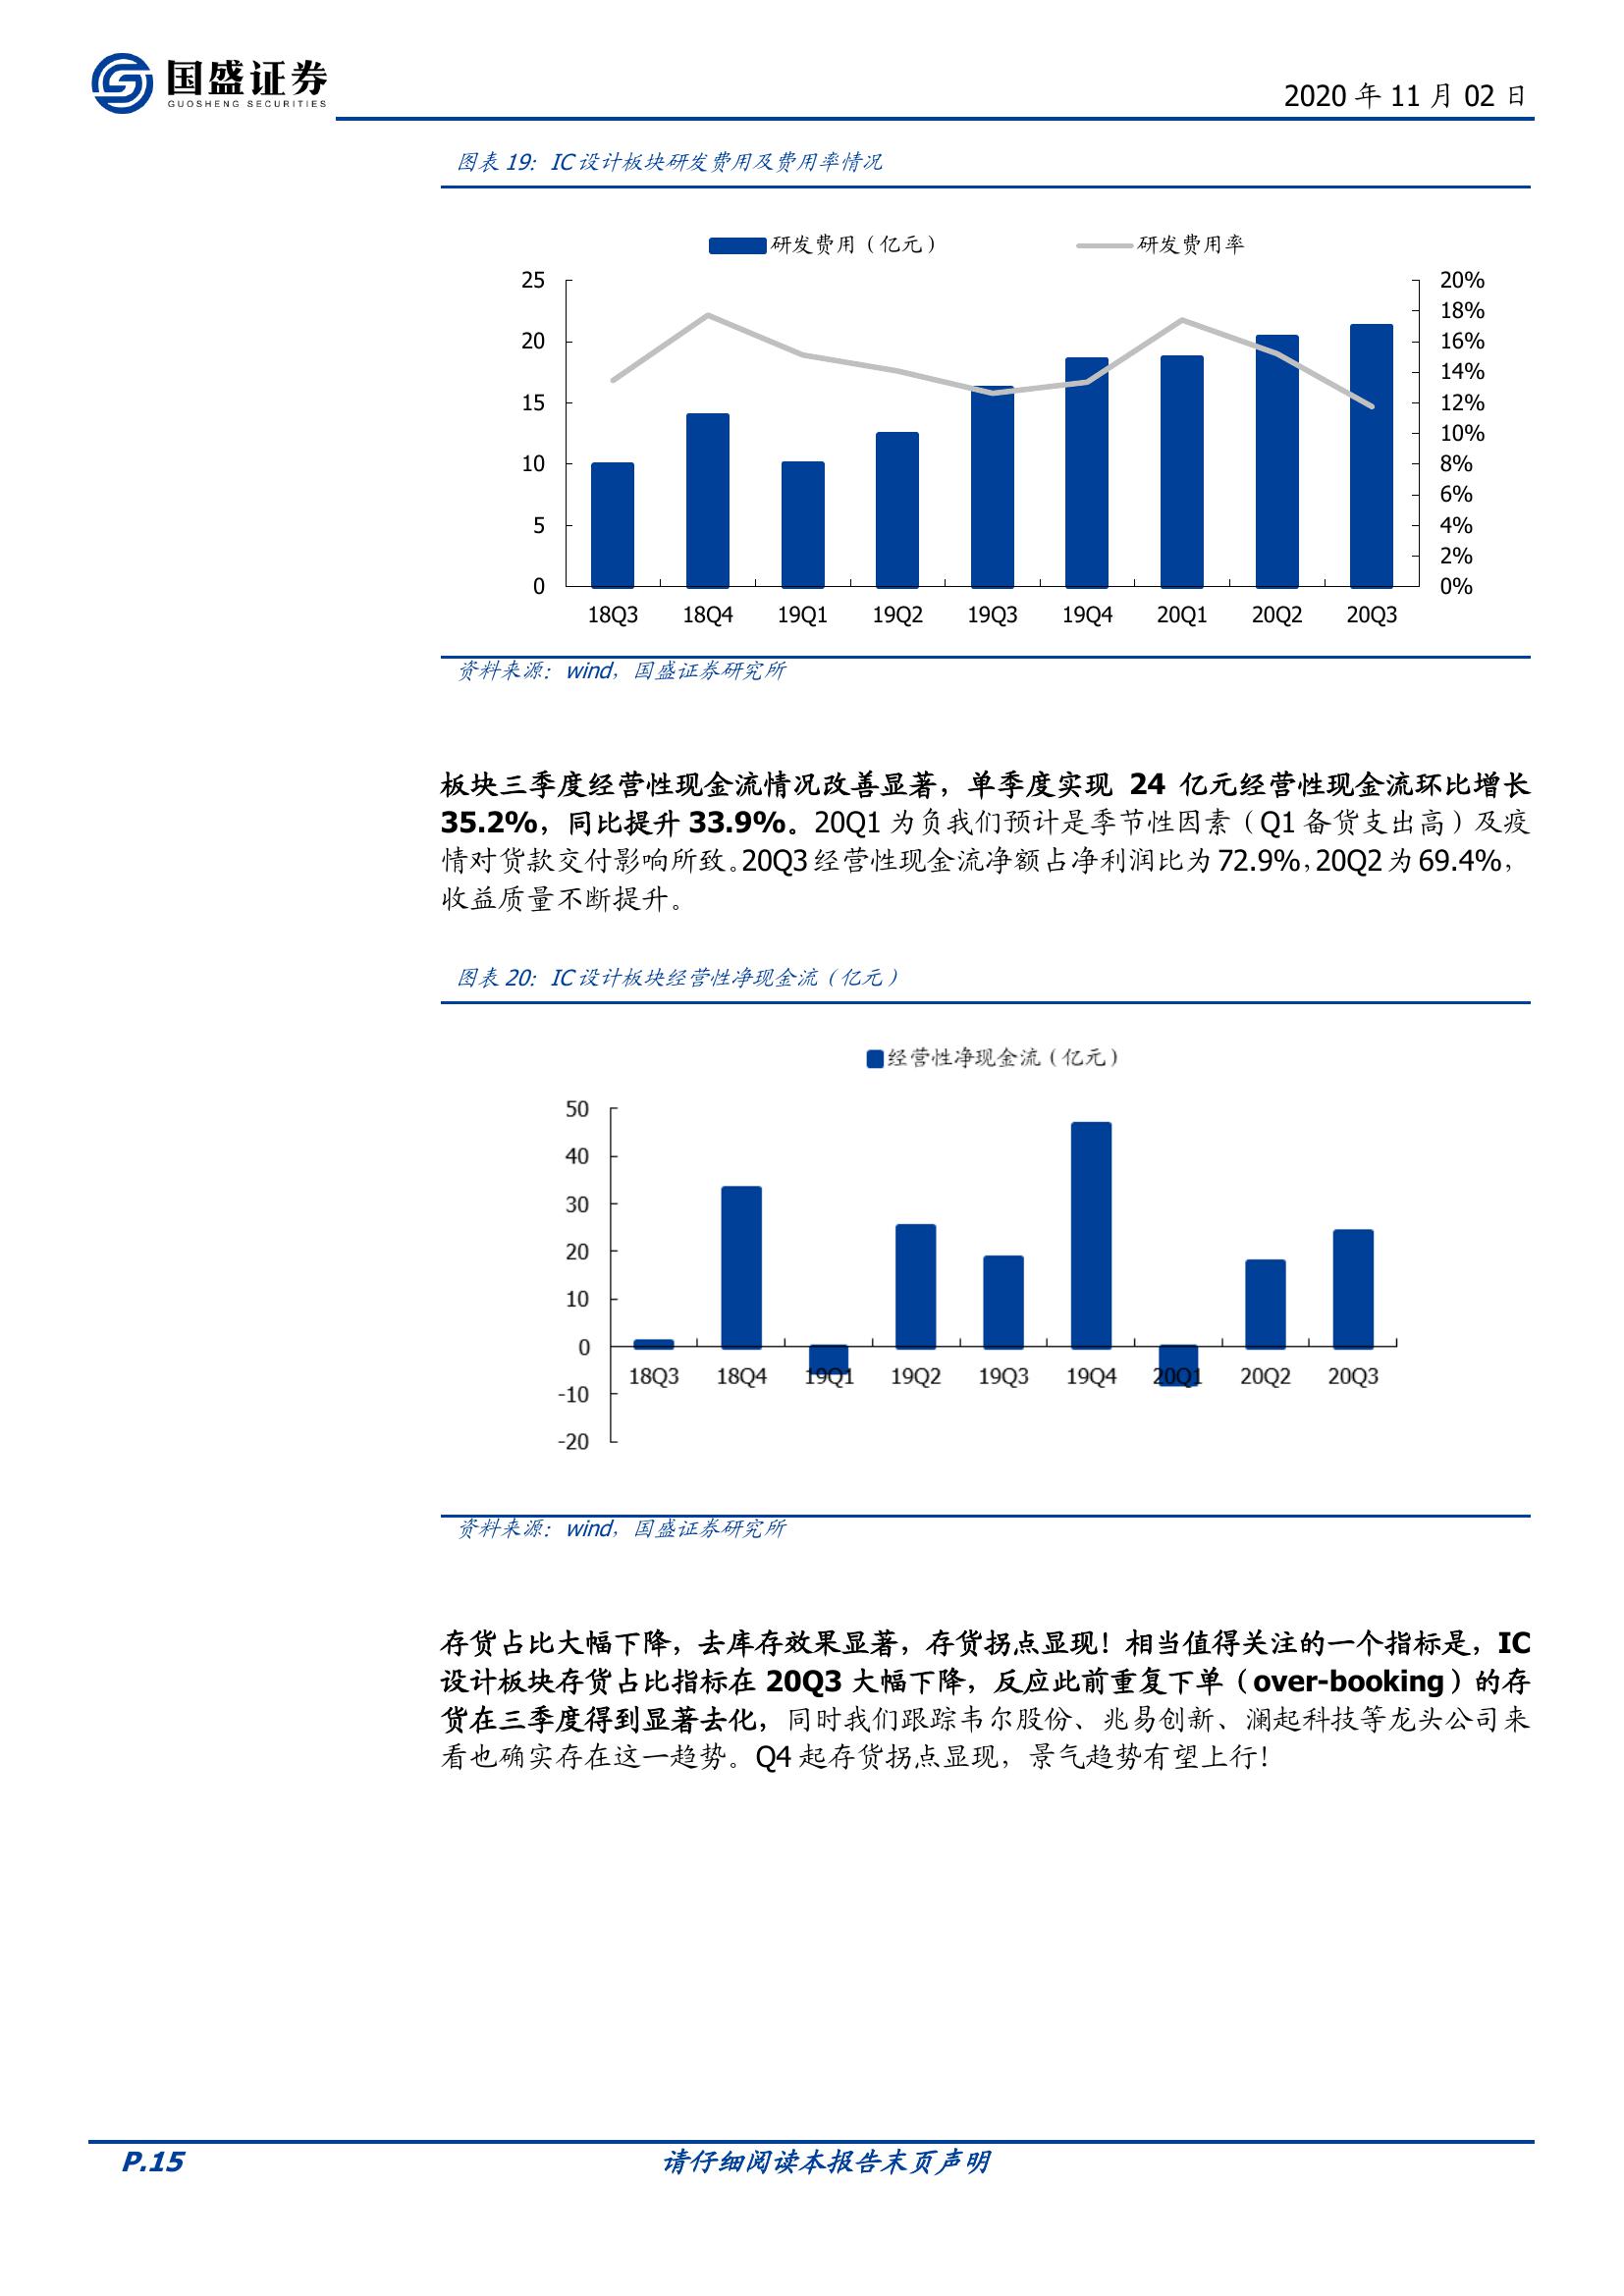 国盛证券
GUOSHENG SECURITIES
2020 年 11 月 02 日
图表 19：IC 设计板块研发费用及费用率情况
研发费用（亿元） 研发费用率
25 20%
18%
20 16%
14%
15 12%
10%
10 8%
6%
5 4%
2%
0 0%
18Q3 18Q4 19Q1 19Q2 19Q3 19Q4 20Q1 20Q2 20Q3
资料来源：wind，国盛证券研究所
板块三季度经营性现金流情况改善显著，单季度实现 24 亿元经营性现金流环比增长
35.2%，同比提升 33.9%。20Q1 为负我们预计是季节性因素（Q1 备货支出高）及疫
情对货款交付影响所致。20Q3 经营性现金流净额占净利润比为 72.9%，20Q2 为 69.4%，
收益质量不断提升。
图表 20：IC 设计板块经营性净现金流（亿元）
经营性净现金流（亿元）
50
40
30
20
10
0
18Q3 18Q4 19Q1 19Q2 19Q3 19Q4 20Q1 20Q2 20Q3
-10
-20
资料来源：wind，国盛证券研究所
存货占比大幅下降，去库存效果显著，存货拐点显现！相当值得关注的一个指标是，IC
设计板块存货占比指标在 20Q3 大幅下降，反应此前重复下单（over-booking）的存
货在三季度得到显著去化，同时我们跟踪韦尔股份、兆易创新、澜起科技等龙头公司来
看也确实存在这一趋势。Q4 起存货拐点显现，景气趋势有望上行！
P.15 请仔细阅读本报告末页声明